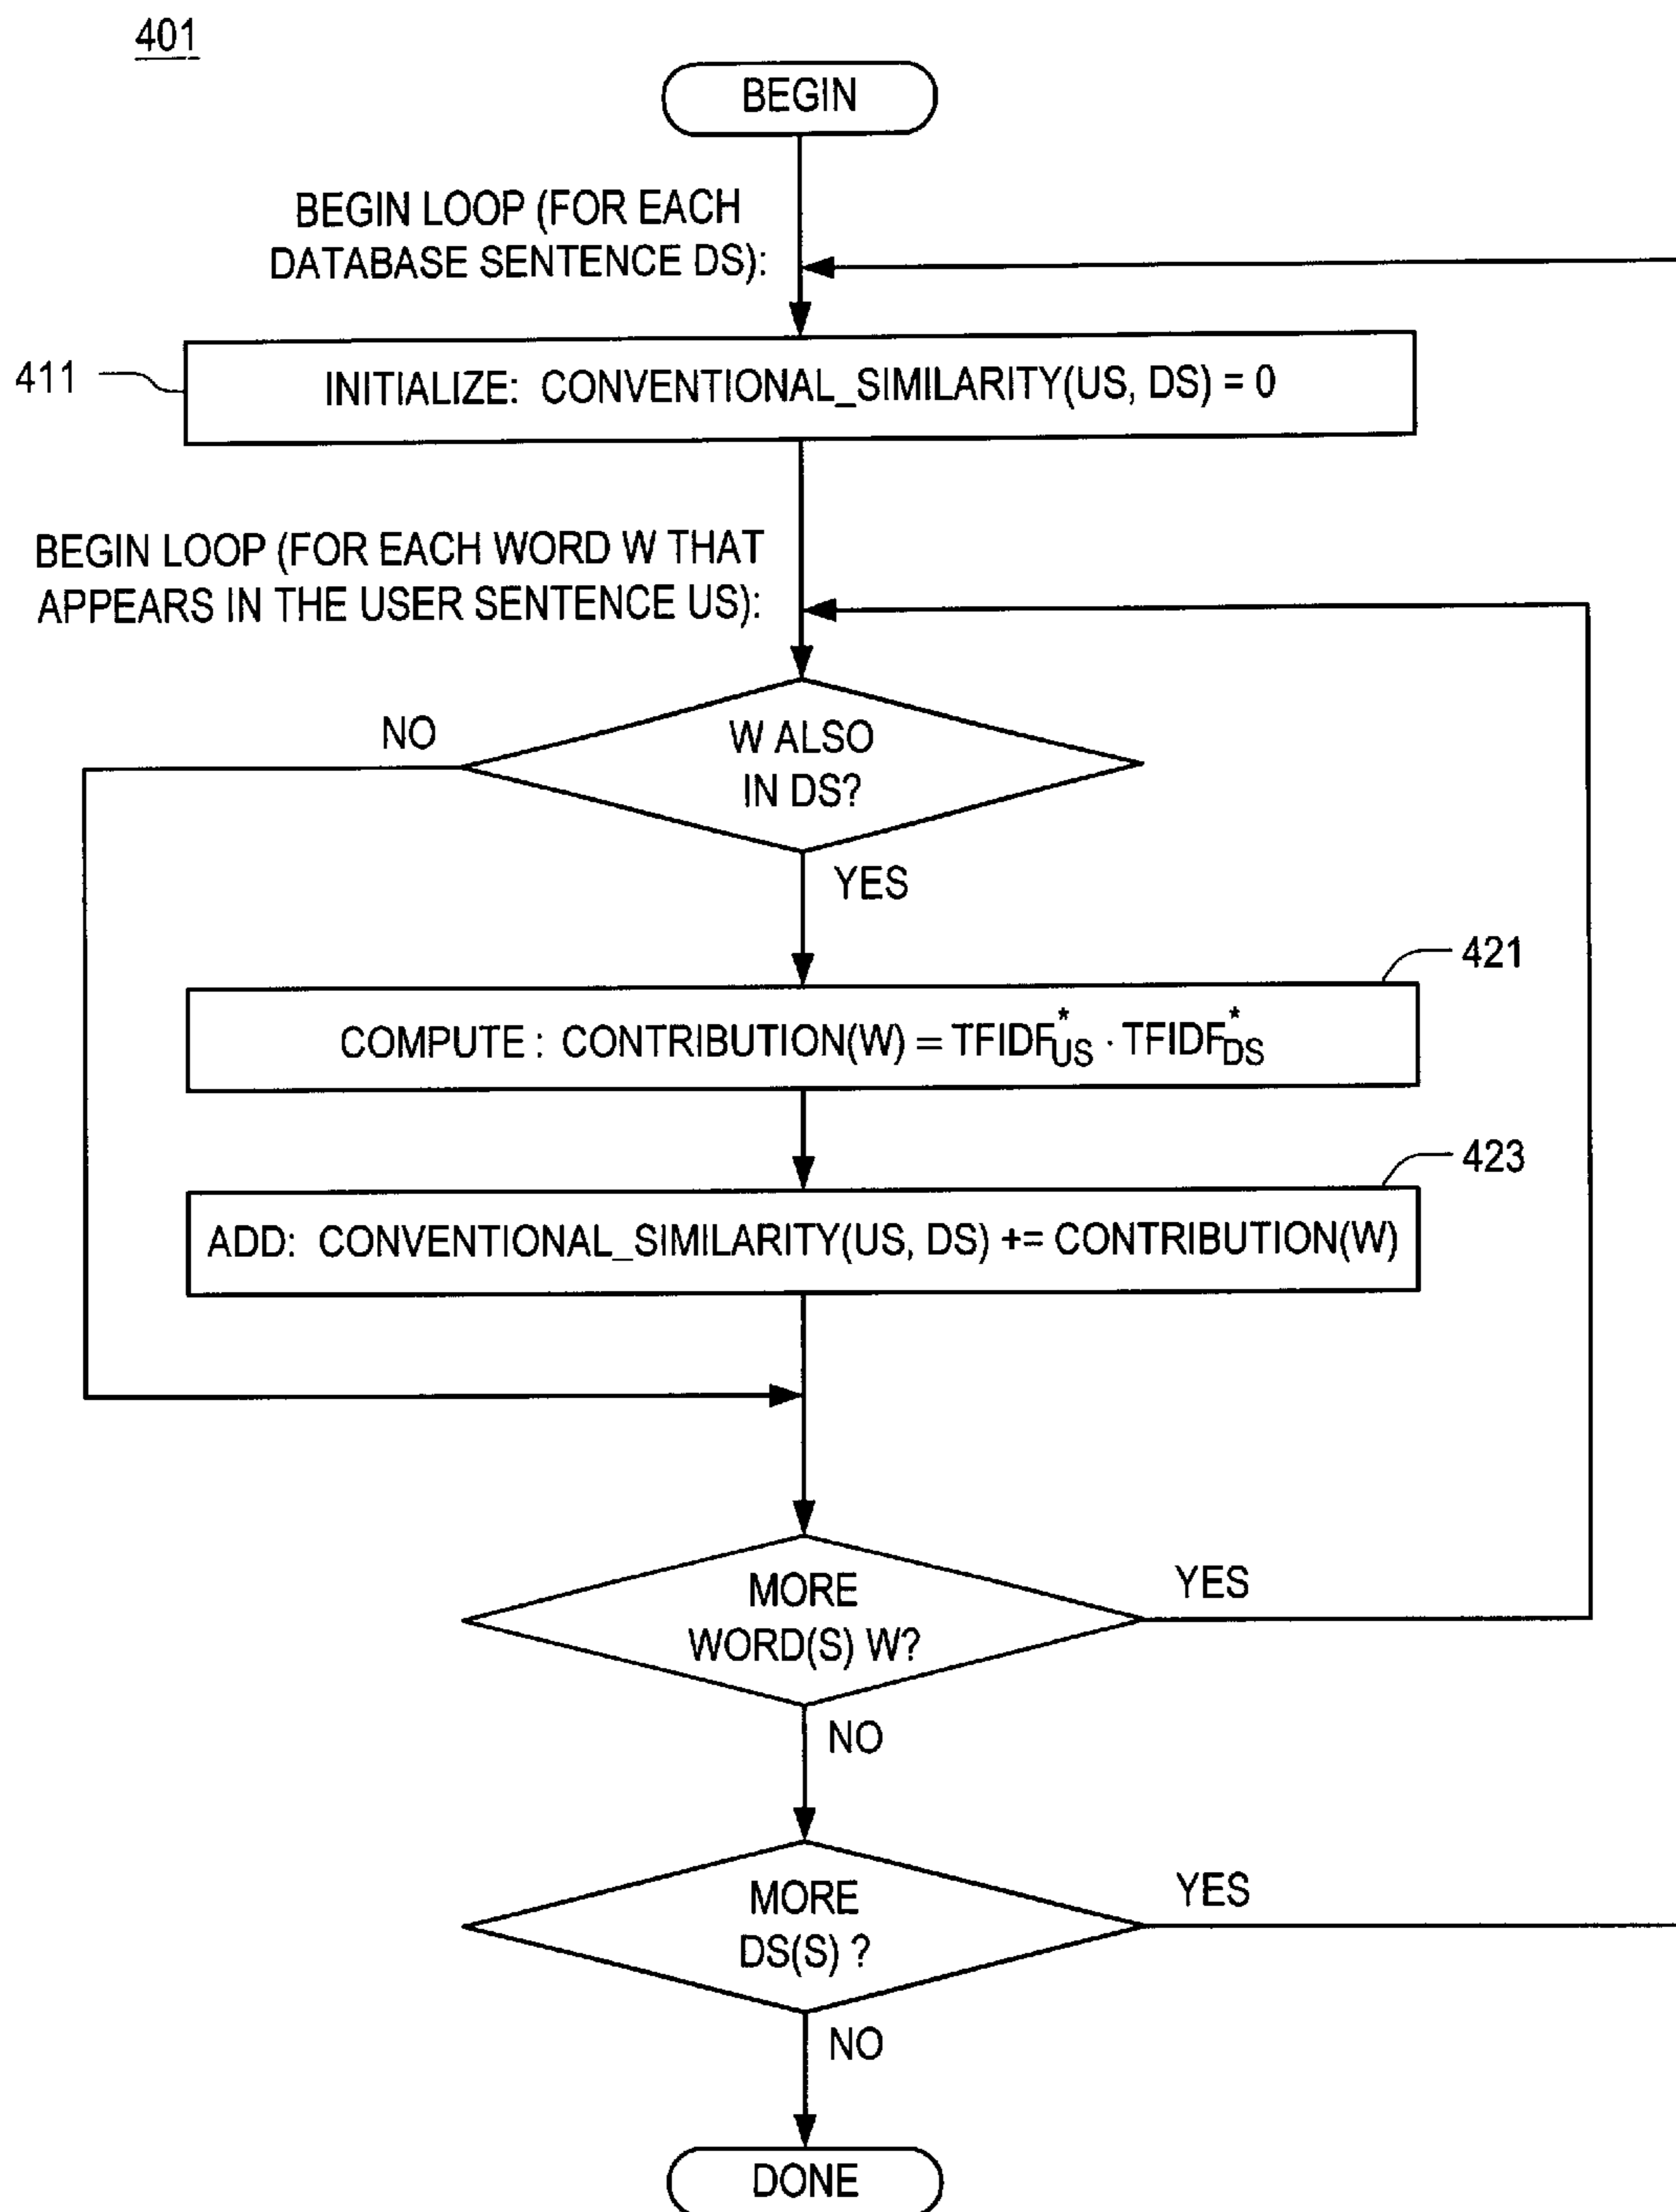 401
BEGIN
BEGIN LOOP (FOR EACH
DATABASE SENTENCE DS):
411
INITIALIZE: CONVENTIONAL_SIMILARITY(US, DS) = 0
BEGIN LOOP (FOR EACH WORD W THAT
APPEARS IN THE USER SENTENCE US):
NO
W ALSO
IN DS?
YES
421
COMPUTE : CONTRIBUTION(W) = TFIDF*US · TFIDF*DS
423
ADD: CONVENTIONAL_SIMILARITY(US, DS) += CONTRIBUTION(W)
MORE
WORD(S) W?
YES
NO
MORE
DS(S) ?
YES
NO
DONE